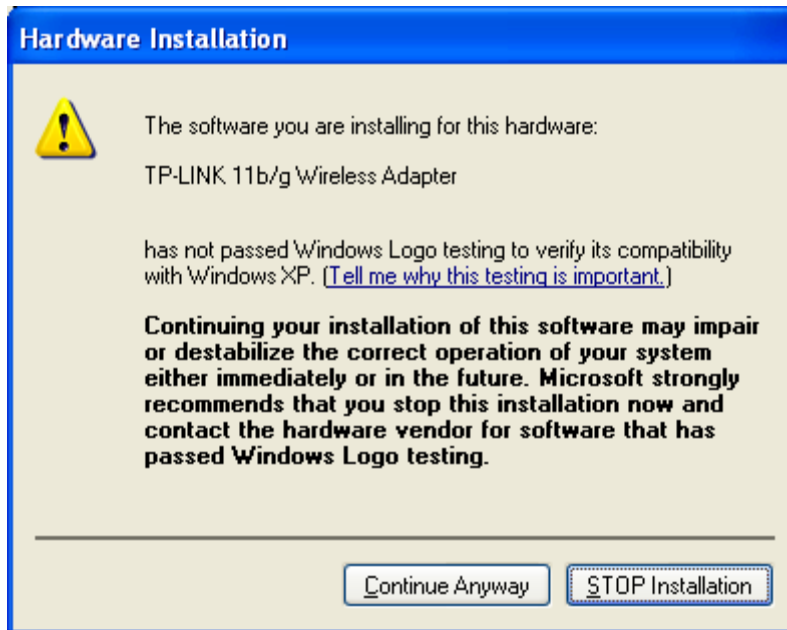 Hardware Installation
The software you are installing for this hardware:
TP-LINK 11b/g Wireless Adapter
has not passed Windows Logo testing to verify its compatibility
with Windows XP. (Tell me why this testing is important.)
Continuing your installation of this software may impair
or destabilize the correct operation of your system
either immediately or in the future. Microsoft strongly
recommends that you stop this installation now and
contact the hardware vendor for software that has
passed Windows Logo testing.
Continue Anyway
STOP Installation